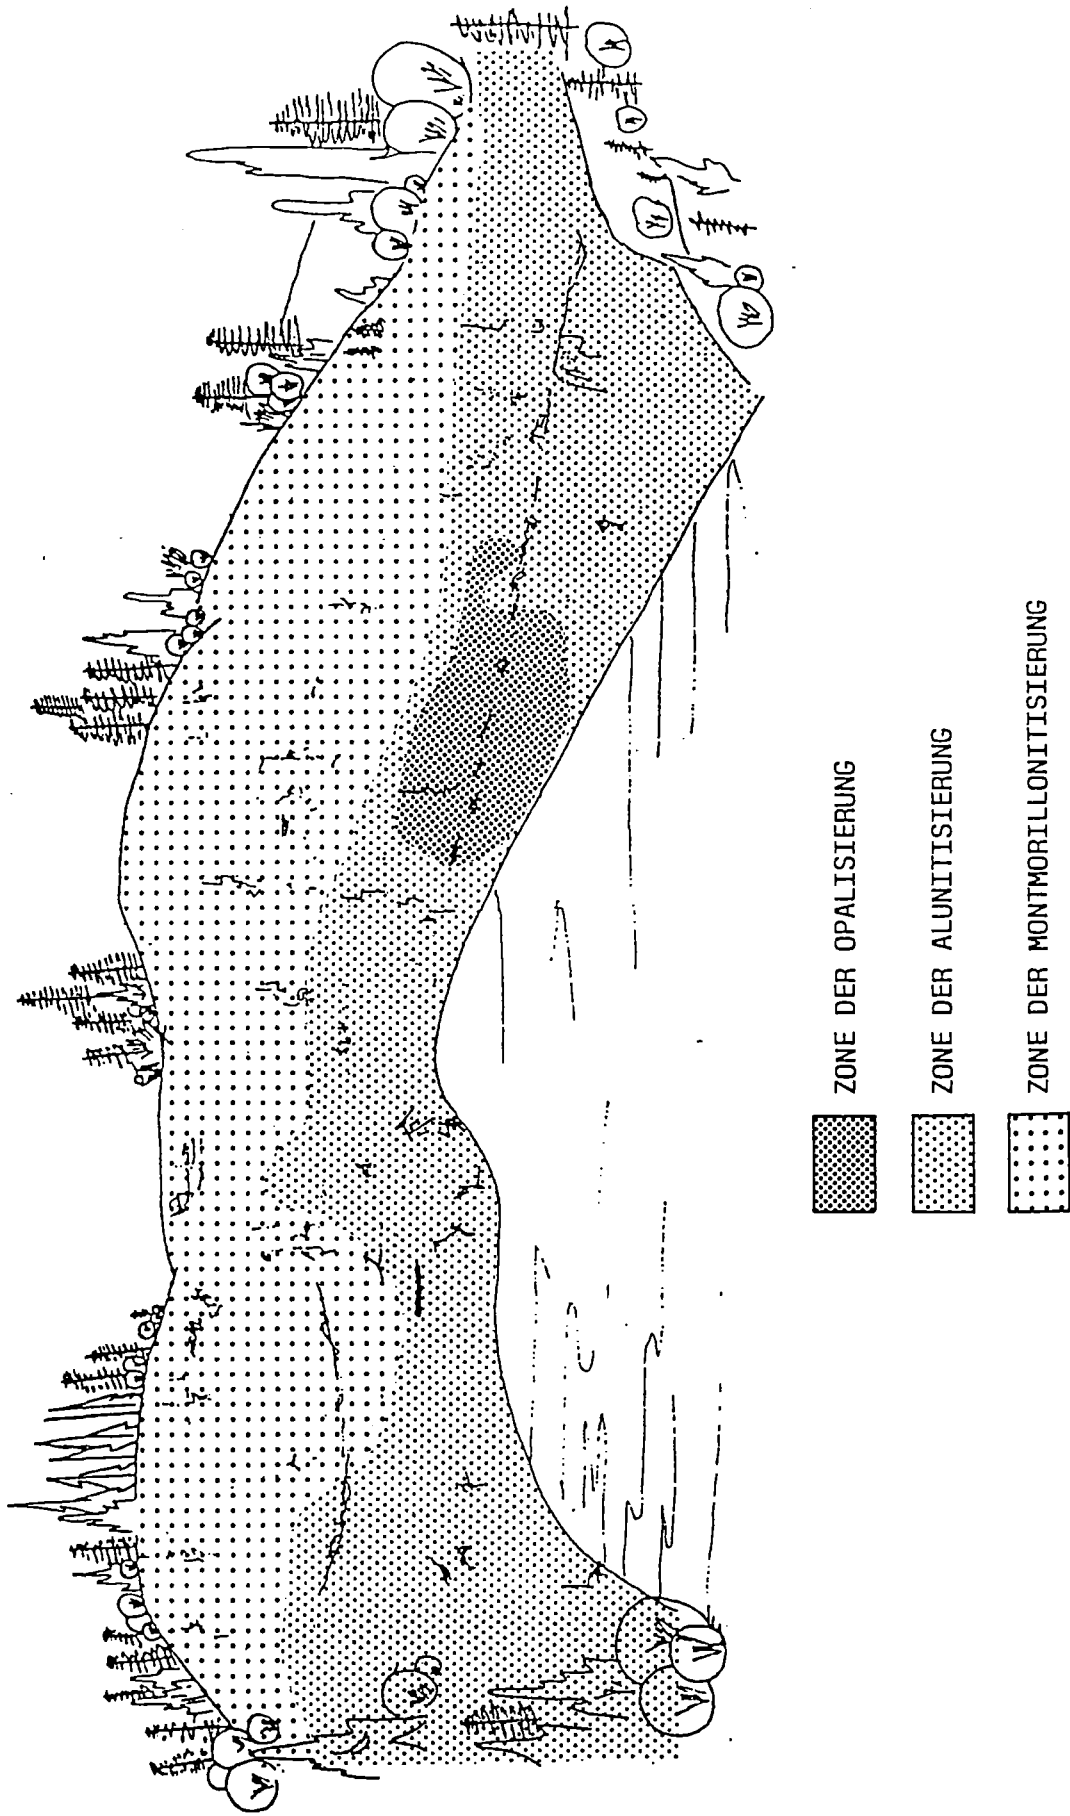 ZONE DER OPALISIERUNG
ZONE DER ALUNITISIERUNG
ZONE DER MONTMORILLONITISIERUNG